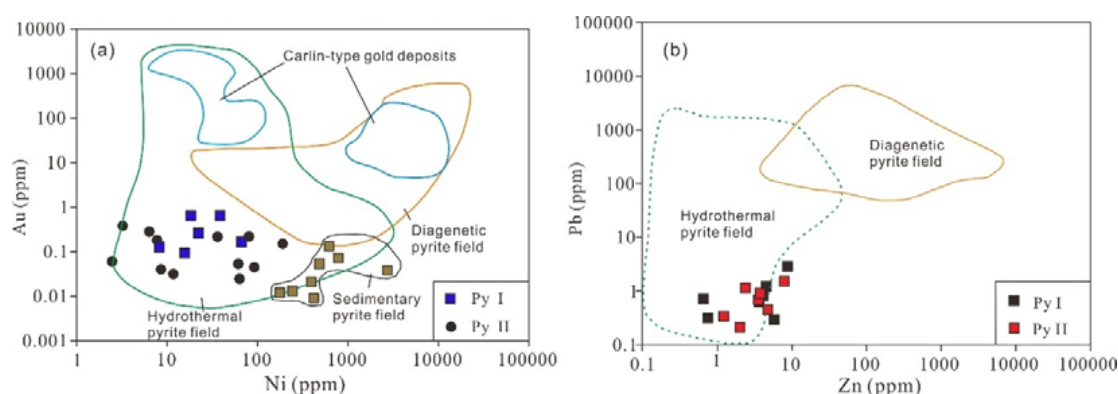 (a)
Au (ppm)
10000
1000
100
10
1
0.1
0.01
0.001
Carlin-type gold deposits
Diagenetic
pyrite field
Sedimentary
pyrite field
Hydrothermal
pyrite field
Py I
Py II
1
10
100
1000
10000
100000
Ni (ppm)
(b)
Pb (ppm)
100000
10000
1000
100
10
1
0.1
Diagenetic
pyrite field
Hydrothermal
pyrite field
Py I
Py II
0.1
1
10
100
1000
10000
100000
Zn (ppm)